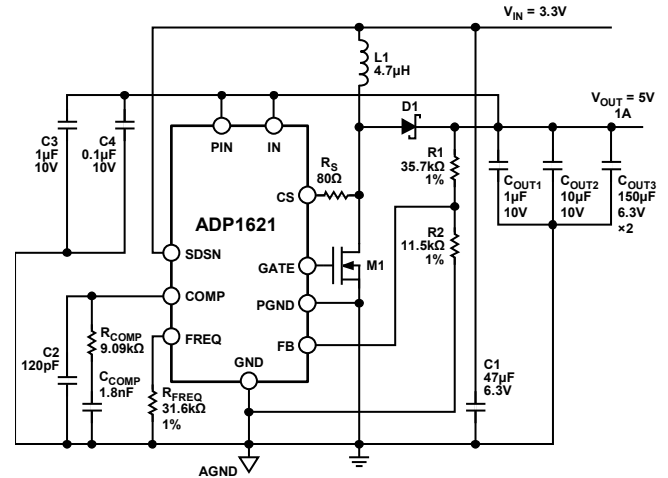 V_IN = 3.3V
L1
4.7µH
D1
V_OUT = 5V
1A
C3
1µF
10V
C4
0.1µF
10V
PIN
IN
R_S
80Ω
CS
R1
35.7kΩ
1%
C_OUT1
1µF
10V
C_OUT2
10µF
10V
C_OUT3
150µF
6.3V
×2
ADP1621
R2
11.5kΩ
1%
SDSN
GATE
M1
COMP
PGND
FREQ
FB
GND
C2
120pF
R_COMP
9.09kΩ
C_COMP
1.8nF
R_FREQ
31.6kΩ
1%
C1
47µF
6.3V
AGND